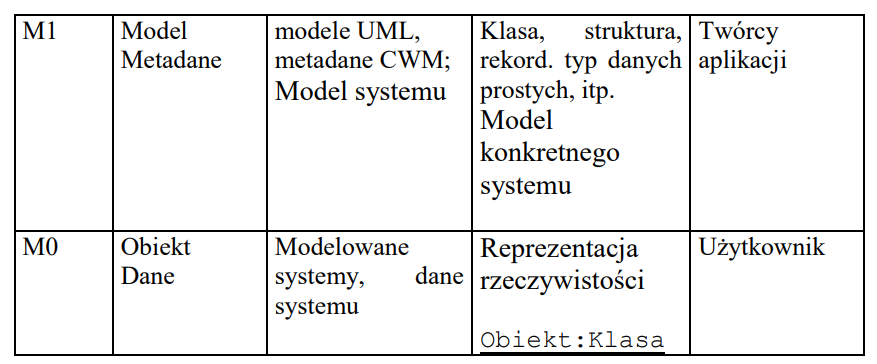 M1
Model
Metadane
modele UML,
metadane CWM;
Model systemu
Klasa, struktura,
rekord. typ danych
prostych, itp.
Model
konkretnego
systemu
Twórcy
aplikacji
M0
Obiekt
Dane
Modelowane
systemy, dane
systemu
Reprezentacja
rzeczywistości
Obiekt:Klasa
Użytkownik